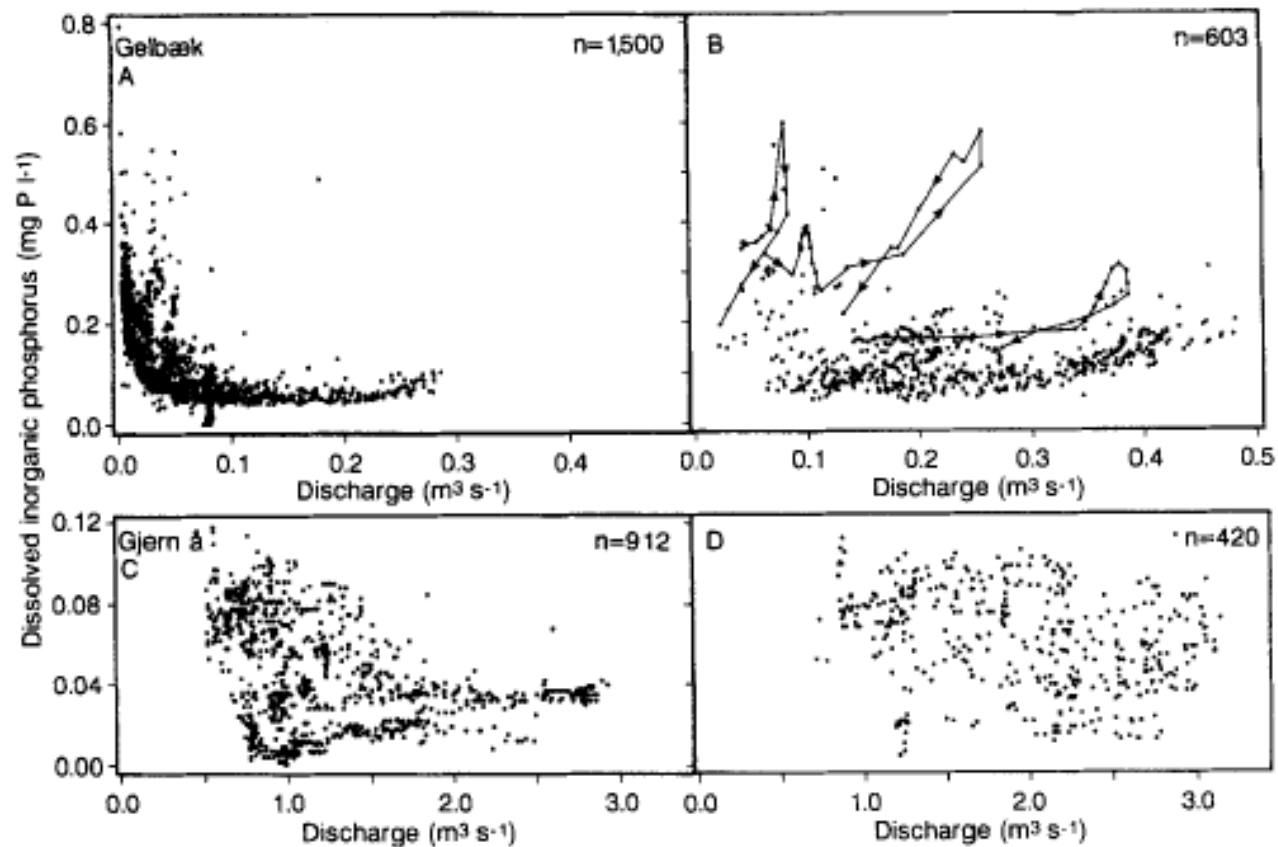 Dissolved inorganic phosphorus (mg P l-1)
0.8
0.6
0.4
0.2
0.0
Gelbæk
A
n=1,500
B
n=603
0.0 0.1 0.2 0.3 0.4
0.0 0.1 0.2 0.3 0.4 0.5
Discharge (m³ s-¹)
Discharge (m³ s-¹)
0.12
0.08
0.04
0.00
Gjern å
C
n=912
D
n=420
0.0 1.0 2.0 3.0
0.0 1.0 2.0 3.0
Discharge (m³ s-¹)
Discharge (m³ s-¹)